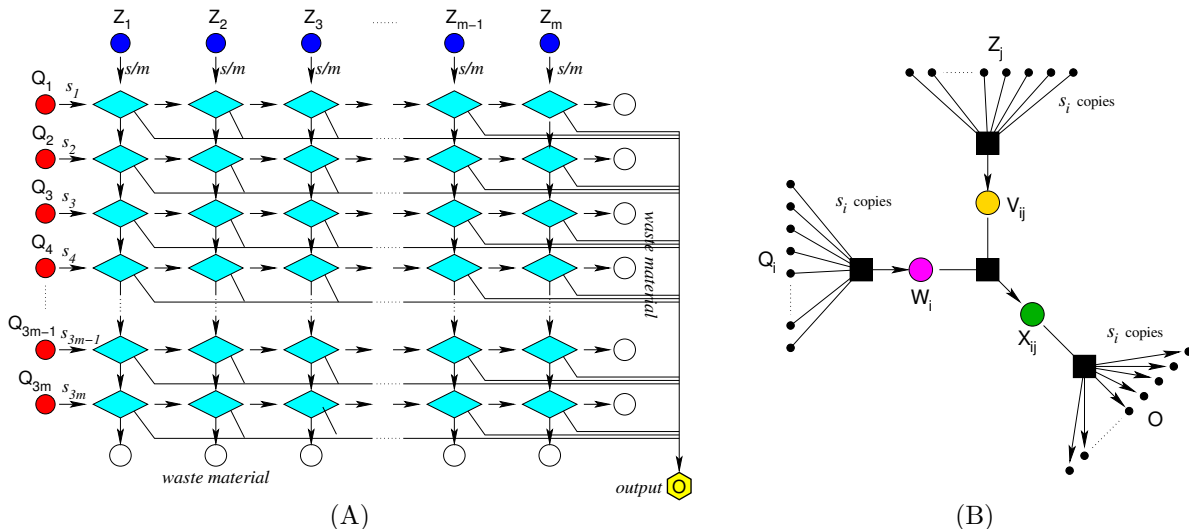 Z1 Z2 Z3 Zm−1 Zm
s/m s/m s/m s/m s/m
Q1 s1
Q2 s2
Q3 s3
Q4 s4
Q3m−1 s3m−1
Q3m s3m
waste material
waste material
output O
(A)
Zj
si copies
Vij
si copies
Qi
Wi
Xij
si copies
O
(B)